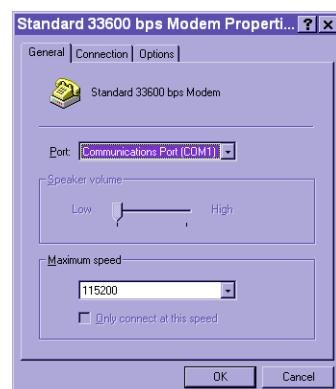 Standard 33600 bps Modem Properti... ? x
General Connection Options
Standard 33600 bps Modem
Port: Communications Port (COM1)
Speaker volume
Low High
Maximum speed
115200
Only connect at this speed
OK Cancel